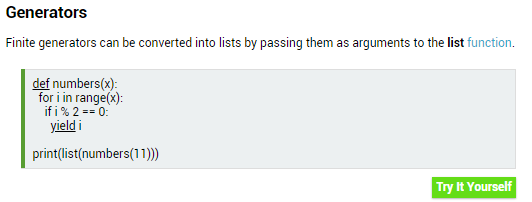 Generators
Finite generators can be converted into lists by passing them as arguments to the list function.
def numbers(x):
  for i in range(x):
    if i % 2 == 0:
      yield i

print(list(numbers(11)))
Try It Yourself